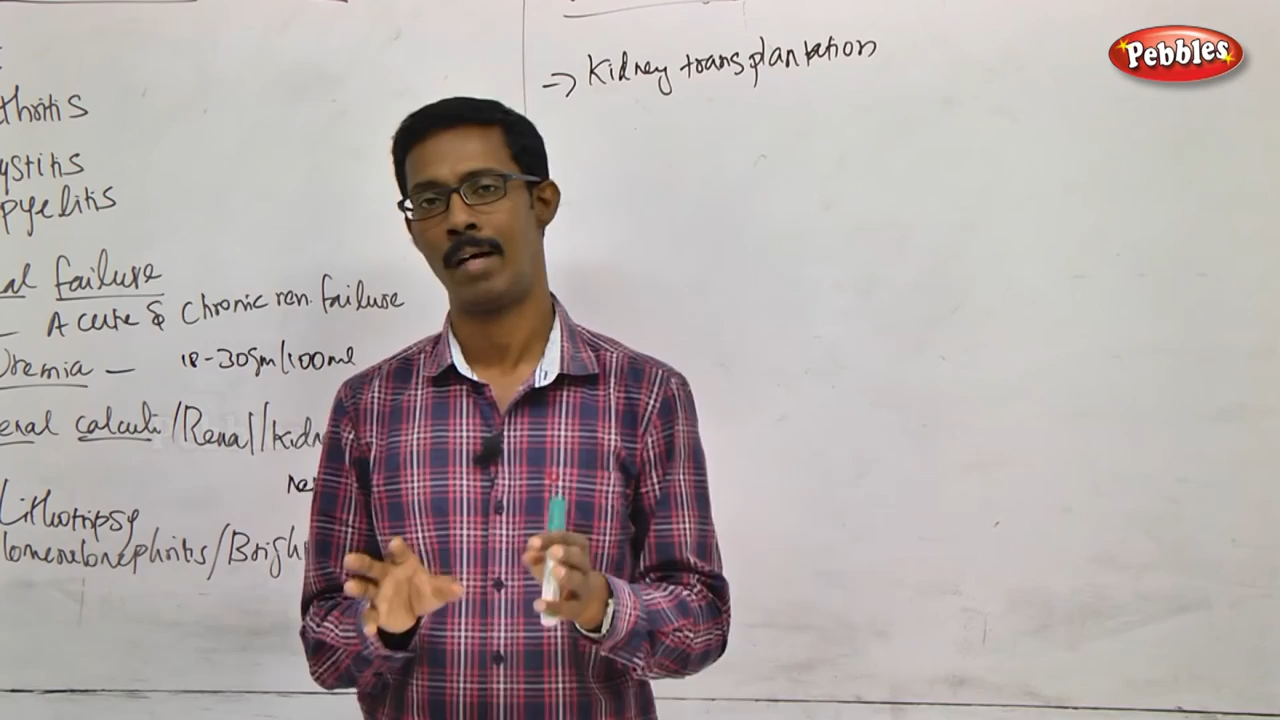 Pebbles
→ Kidney transplantation
thritis
ystitis
pyelitis
al failure
– Acute & Chronic ren. failure
Uremia – 18-30gm/100ml
enal calculi/Renal/kidn
Ne
Lithotripsy
lomerulonephritis/Bright